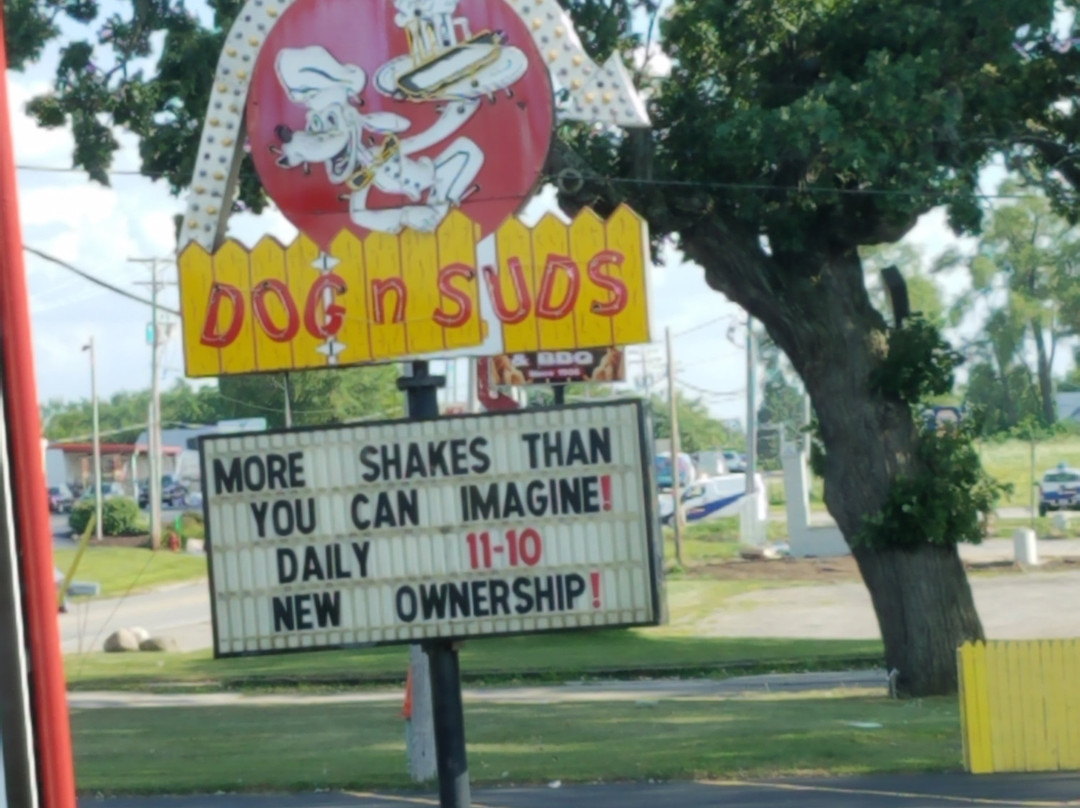 DOG n SUDS
& BBQ
MORE SHAKES THAN
YOU CAN IMAGINE!
DAILY 11-10
NEW OWNERSHIP!